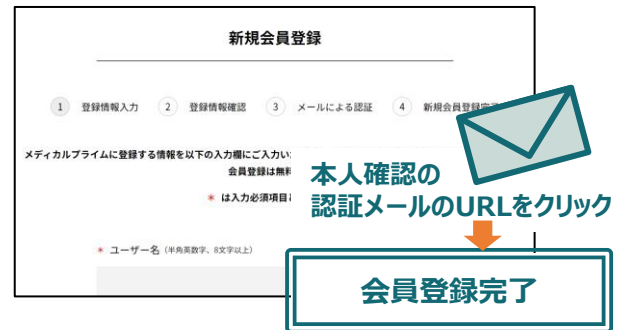 新規会員登録
1 登録情報入力 2 登録情報確認 3 メールによる認証 4 新規会員登録完了
メディカルプライムに登録する情報を以下の入力欄にご入力い
会員登録は無料
* は入力必須項目
本人確認の
認証メールのURLをクリック
* ユーザー名（半角英数字、8文字以上）
会員登録完了